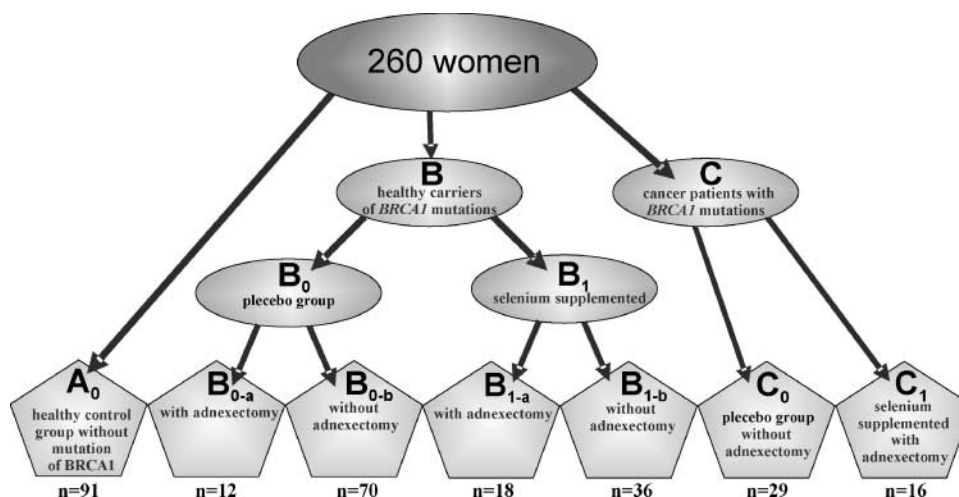 260 women
B
healthy carriers
of BRCA1 mutations
C
cancer patients with
BRCA1 mutations
B0
plecebo group
B1
selenium supplemented
A0
healthy control
group without
mutation
of BRCA1
n=91
B0-a
with adnexectomy
n=12
B0-b
without
adnexectomy
n=70
B1-a
with adnexectomy
n=18
B1-b
without
adnexectomy
n=36
C0
plecebo group
without
adnexectomy
n=29
C1
selenium
supplemented
with
adnexectomy
n=16